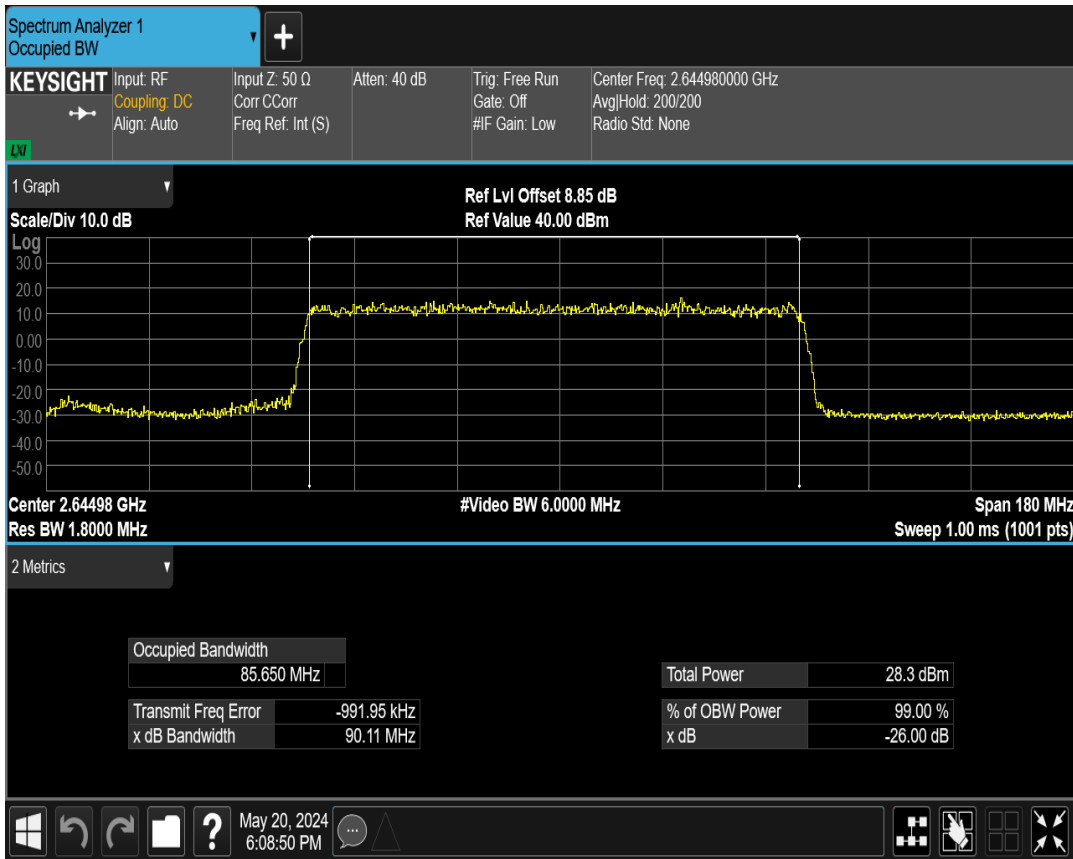 Spectrum Analyzer 1
Occupied BW
+
KEYSIGHT
LXI
Input: RF
Coupling: DC
Align: Auto
Input Z: 50 Ω
Corr CCorr
Freq Ref: Int (S)
Atten: 40 dB
Trig: Free Run
Gate: Off
#IF Gain: Low
Center Freq: 2.644980000 GHz
Avg|Hold: 200/200
Radio Std: None
1 Graph
Scale/Div 10.0 dB
Ref Lvl Offset 8.85 dB
Ref Value 40.00 dBm
Log
30.0
20.0
10.0
0.00
-10.0
-20.0
-30.0
-40.0
-50.0
Center 2.64498 GHz
#Video BW 6.0000 MHz
Span 180 MHz
Res BW 1.8000 MHz
Sweep 1.00 ms (1001 pts)
2 Metrics
Occupied Bandwidth
85.650 MHz
Total Power 28.3 dBm
Transmit Freq Error -991.95 kHz
% of OBW Power 99.00 %
x dB Bandwidth 90.11 MHz
x dB -26.00 dB
?
May 20, 2024
6:08:50 PM